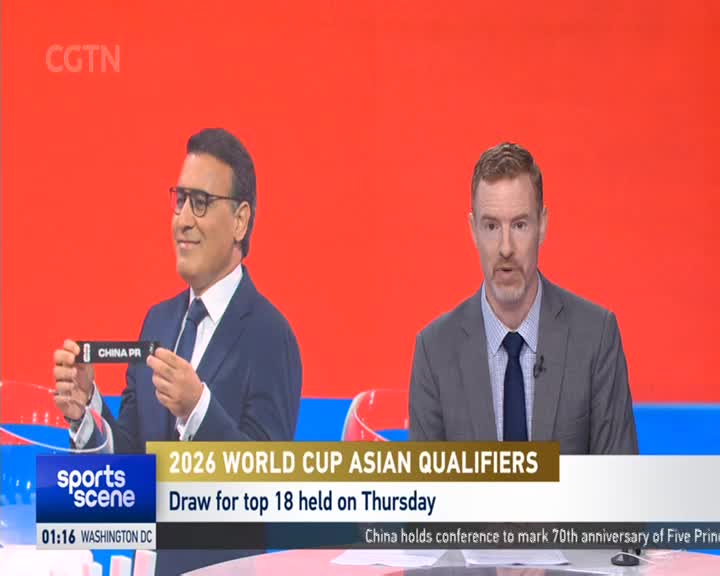 CGTN
CHINA PR
2026 WORLD CUP ASIAN QUALIFIERS
sports
scene
Draw for top 18 held on Thursday
01:16 WASHINGTON DC
China holds conference to mark 70th anniversary of Five Prin